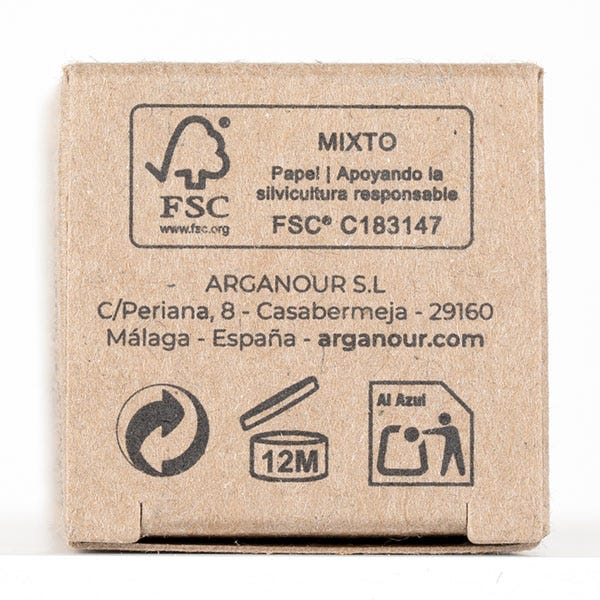 MIXTO
Papel | Apoyando la
silvicultura responsable
FSC® C183147
FSC
www.fsc.org
ARGANOUR S.L
C/Periana, 8 - Casabermeja - 29160
Málaga - España - arganour.com
12M
Al Azul